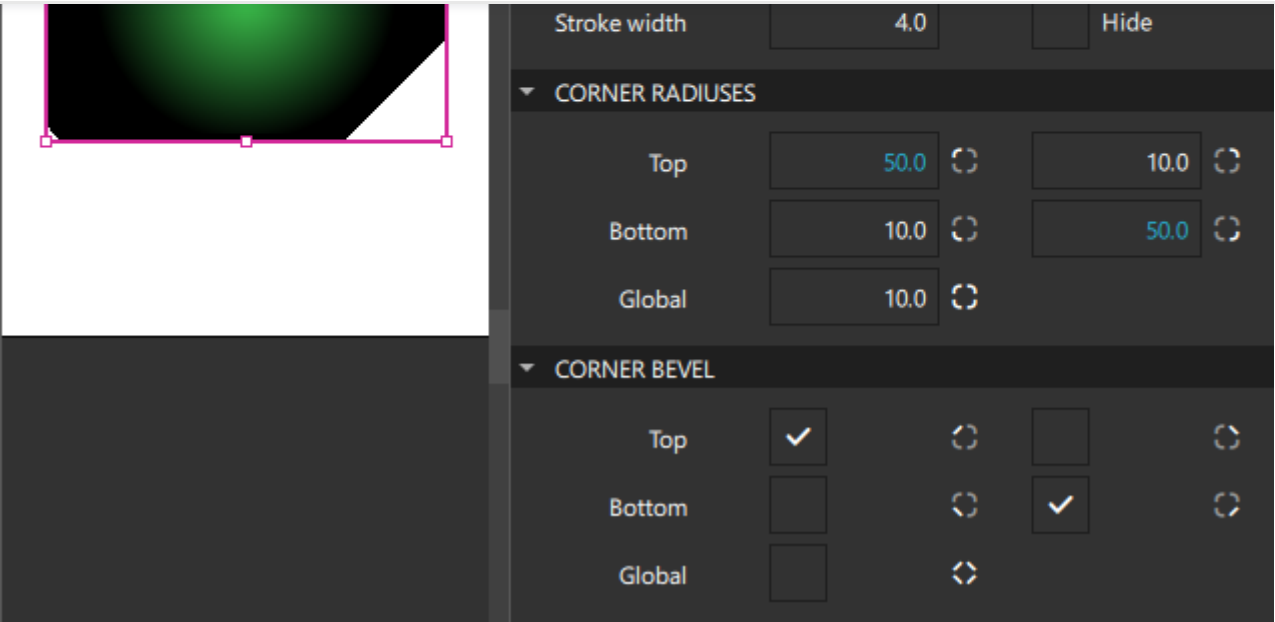 Stroke width 4.0 Hide
CORNER RADIUSES
Top 50.0 10.0
Bottom 10.0 50.0
Global 10.0
CORNER BEVEL
Top
Bottom
Global